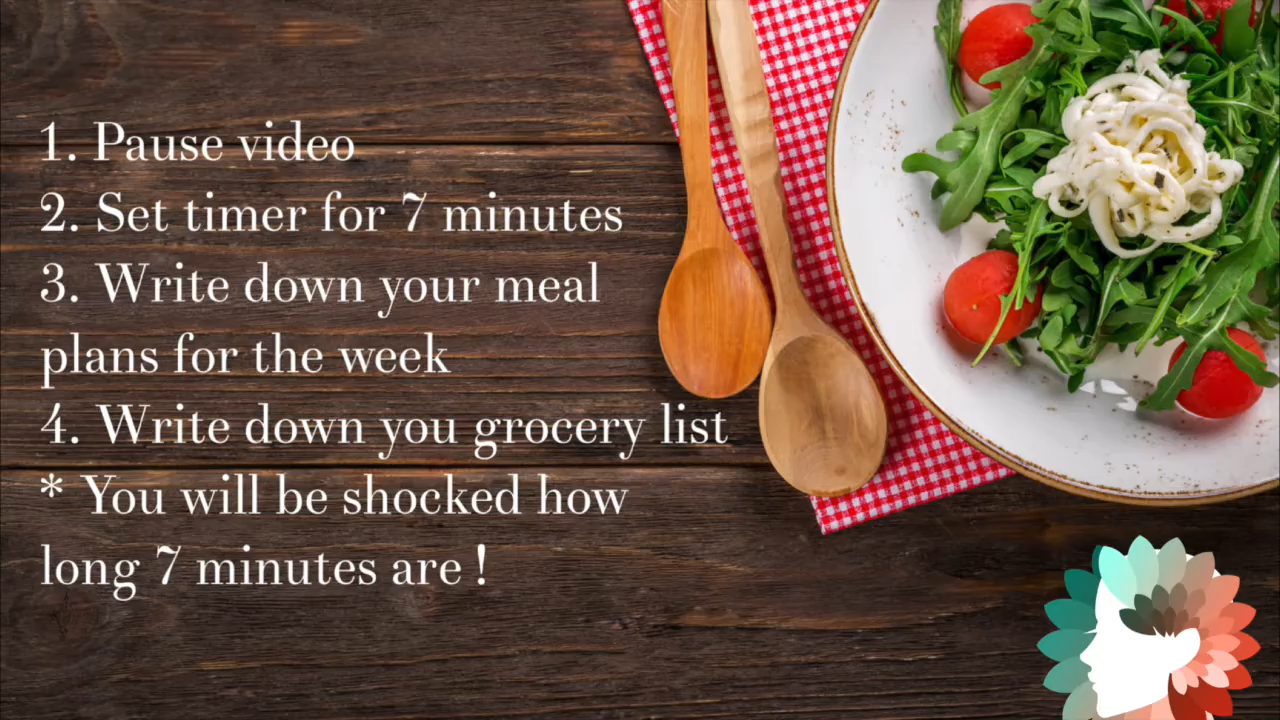 1. Pause video
2. Set timer for 7 minutes
3. Write down your meal
plans for the week
4. Write down you grocery list
* You will be shocked how
long 7 minutes are !